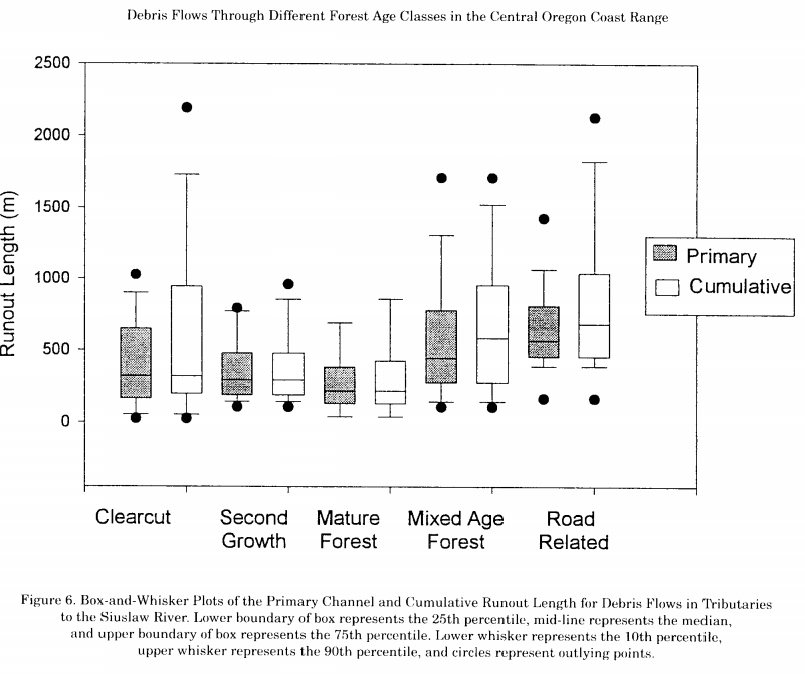 Debris Flows Through Different Forest Age Classes in the Central Oregon Coast Range
2500
2000
1500
1000
500
0
Runout Length (m)
Primary
Cumulative
Clearcut
Second
Growth
Mature
Forest
Mixed Age
Forest
Road
Related
Figure 6. Box-and-Whisker Plots of the Primary Channel and Cumulative Runout Length for Debris Flows in Tributaries
to the Siuslaw River. Lower boundary of box represents the 25th percentile, mid-line represents the median,
and upper boundary of box represents the 75th percentile. Lower whisker represents the 10th percentile,
upper whisker represents the 90th percentile, and circles represent outlying points.